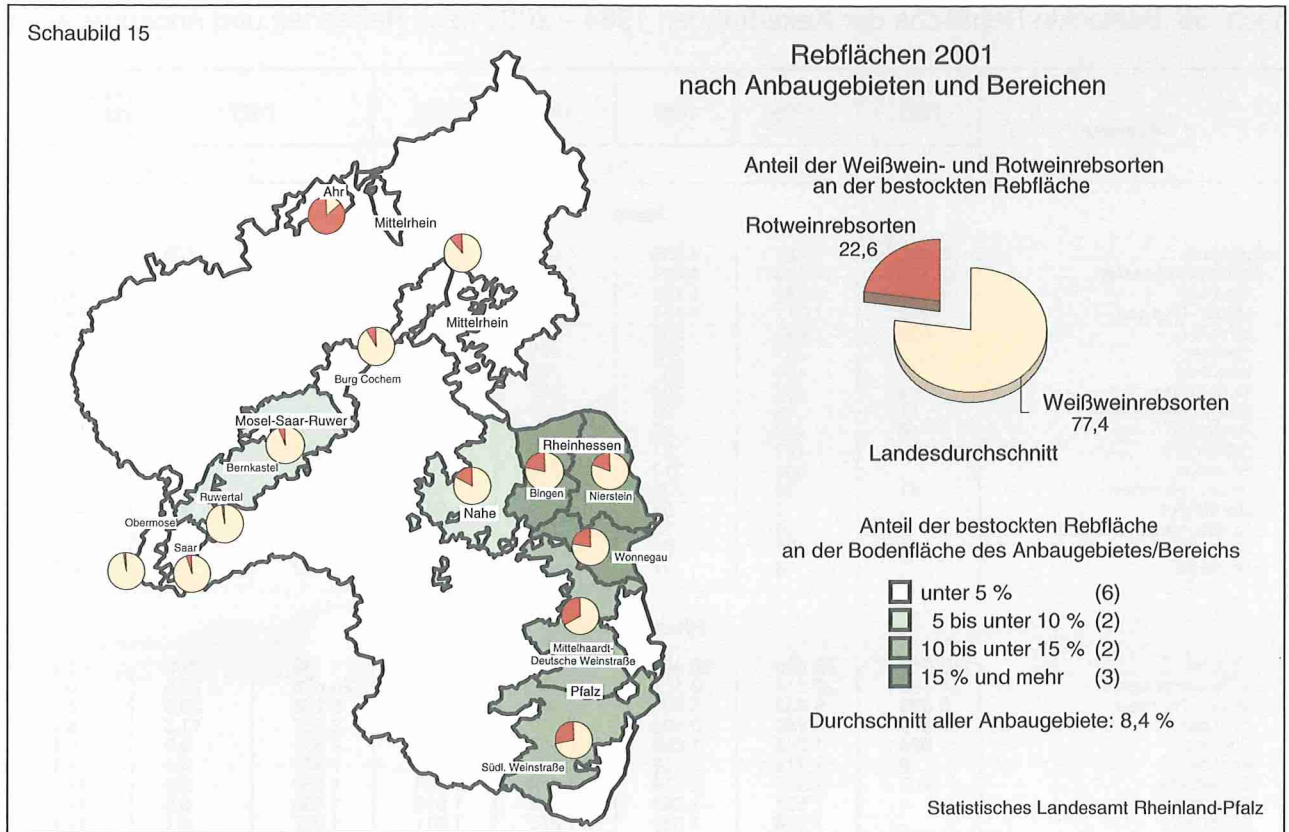 Schaubild 15
Rebflächen 2001
nach Anbaugebieten und Bereichen
Anteil der Weißwein- und Rotweinrebsorten
an der bestockten Rebfläche
Rotweinrebsorten
22,6
Weißweinrebsorten
77,4
Landesdurchschnitt
Anteil der bestockten Rebfläche
an der Bodenfläche des Anbaugebietes/Bereichs
unter 5 % (6)
5 bis unter 10 % (2)
10 bis unter 15 % (2)
15 % und mehr (3)
Durchschnitt aller Anbaugebiete: 8,4 %
Ahr
Mittelrhein
Mittelrhein
Burg Cochem
Mosel-Saar-Ruwer
Bernkastel
Ruwertal
Obermosel
Saar
Nahe
Rheinhessen
Bingen
Nierstein
Wonnegau
Mittelhaardt-
Deutsche Weinstraße
Pfalz
Südl. Weinstraße
Statistisches Landesamt Rheinland-Pfalz